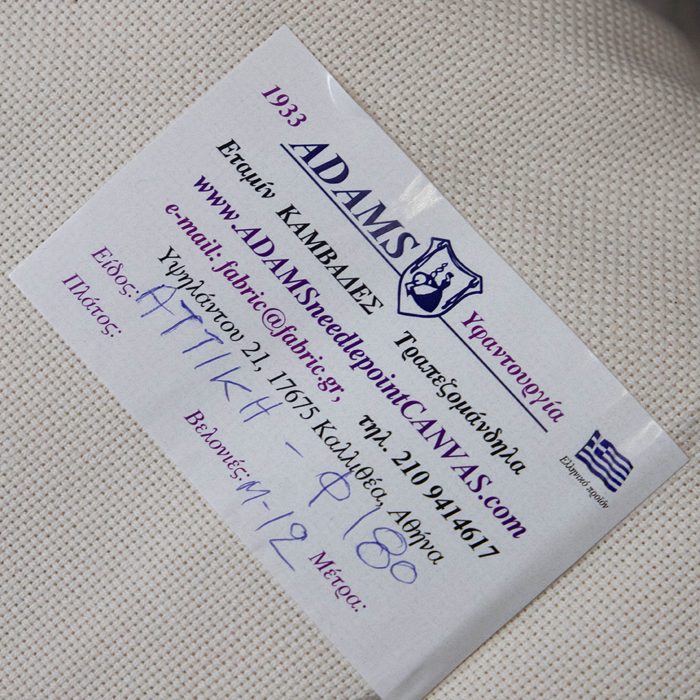 1933
ADAMS Υφαντουργία
Εταμίν ΚΑΜΒΑΔΕΣ Τραπεζομάνδηλα
www.ADAMSneedlepointCANVAS.com
e-mail: fabric@fabric.gr, τηλ. 210 9414617
Υψηλάντου 21, 17675 Καλλιθέα, Αθήνα
Ελληνικό προϊόν
Είδος: ΑΤΤΙΚΗ - Φ180
Πλάτος: Βελονιές: Μ-12 Μέτρα: